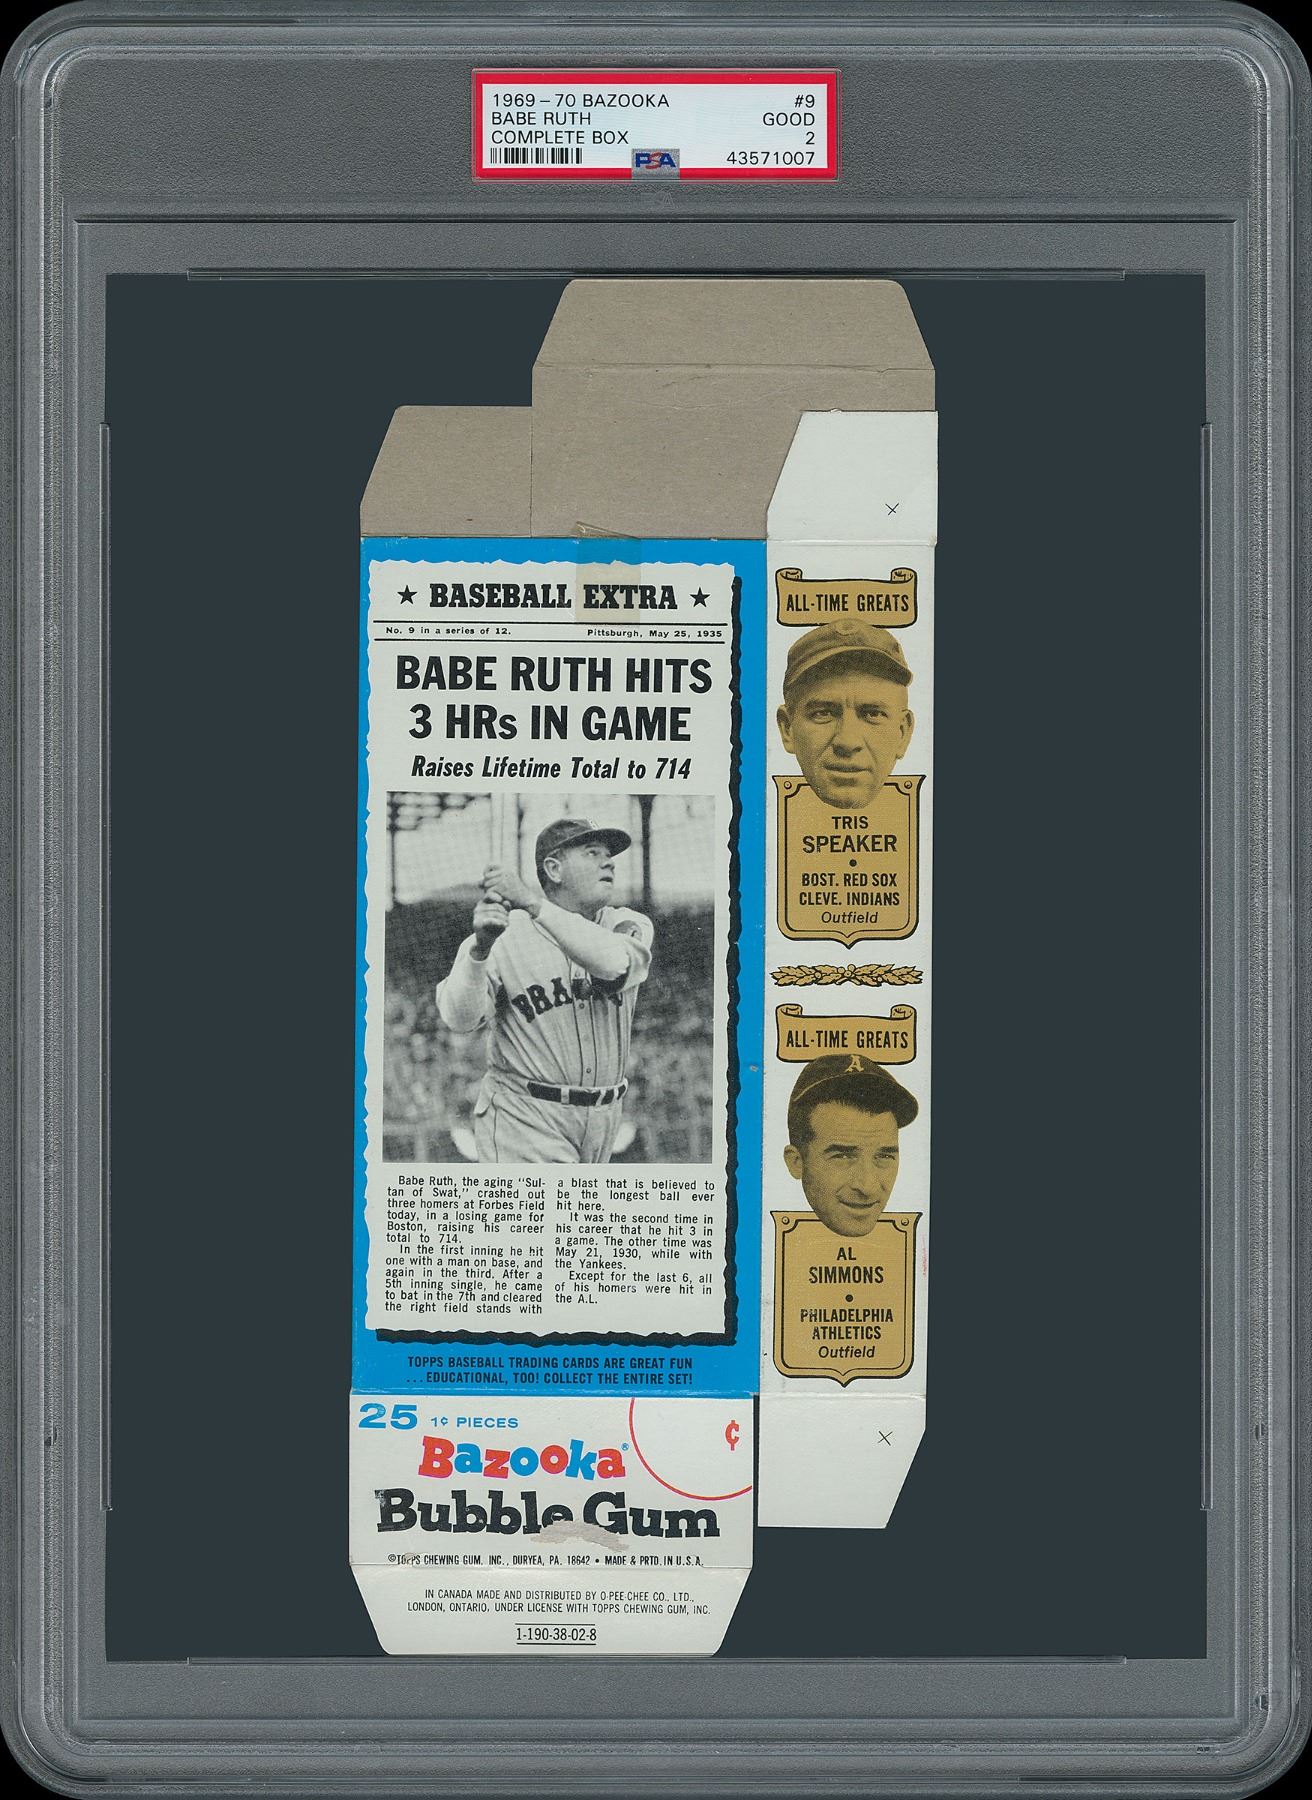 1969-70 BAZOOKA #9
BABE RUTH GOOD
COMPLETE BOX 2
PSA 43571007
★ BASEBALL EXTRA ★
No. 9 in a series of 12. Pittsburgh, May 25, 1935
BABE RUTH HITS
3 HRs IN GAME
Raises Lifetime Total to 714
BRA
Babe Ruth, the aging "Sul-
tan of Swat," crashed out
three homers at Forbes Field
today, in a losing game for
Boston, raising his career
total to 714.
In the first inning he hit
one with a man on base, and
again in the third. After a
5th inning single, he came
to bat in the 7th and cleared
the right field stands with
a blast that is believed to
be the longest ball ever
hit here.
It was the second time in
his career that he hit 3 in
a game. The other time was
May 21, 1930, while with
the Yankees.
Except for the last 6, all
of his homers were hit in
the A.L.
TOPPS BASEBALL TRADING CARDS ARE GREAT FUN
...EDUCATIONAL, TOO! COLLECT THE ENTIRE SET!
25 1¢ PIECES
¢
Bazooka®
Bubble Gum
©TOPPS CHEWING GUM, INC., DURYEA, PA. 18642 • MADE & PRTD. IN U.S.A.
IN CANADA MADE AND DISTRIBUTED BY O-PEE-CHEE CO., LTD.,
LONDON, ONTARIO, UNDER LICENSE WITH TOPPS CHEWING GUM, INC.
1-190-38-02-8
X
ALL-TIME GREATS
TRIS
SPEAKER
•
BOST. RED SOX
CLEVE. INDIANS
Outfield
ALL-TIME GREATS
A
AL
SIMMONS
•
PHILADELPHIA
ATHLETICS
Outfield
X